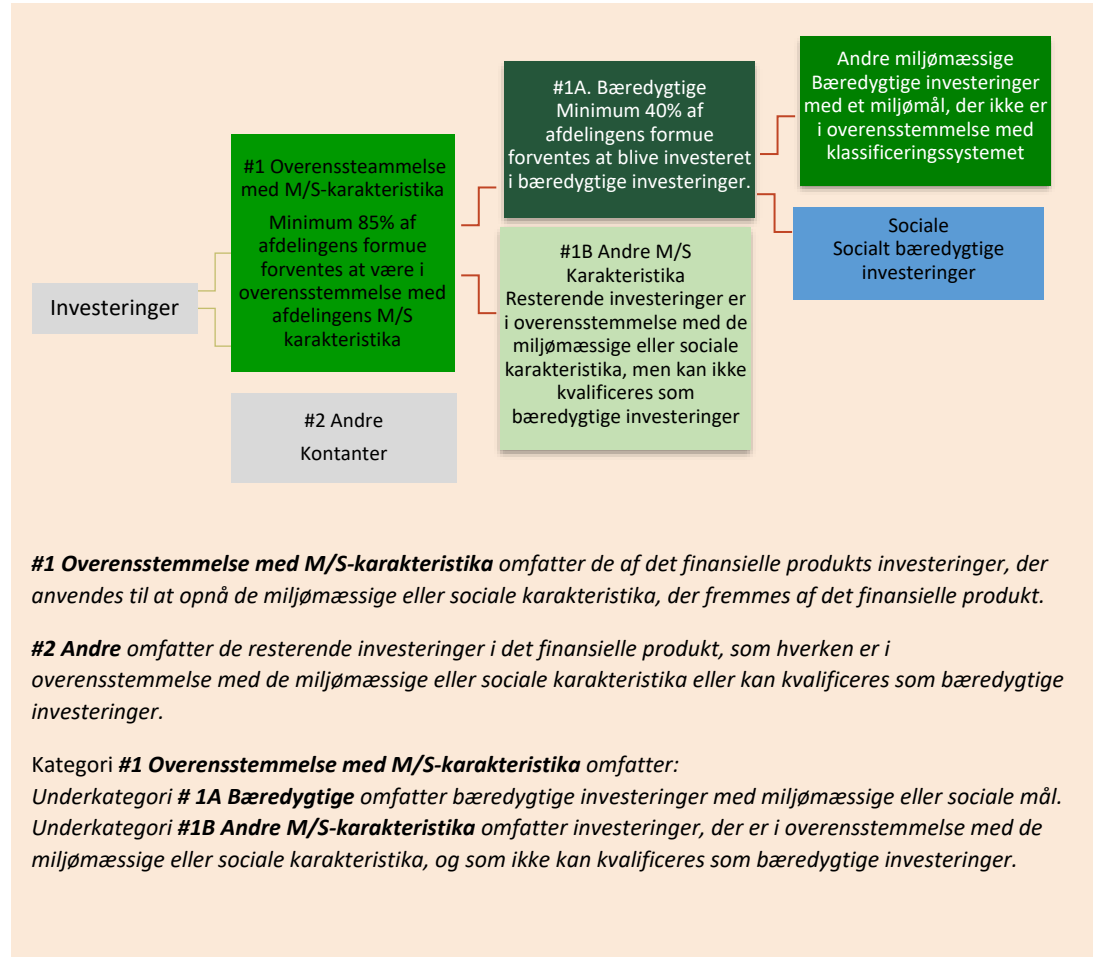 Investeringer
#1 Overenssteammelse
med M/S-karakteristika
Minimum 85% af
afdelingens formue
forventes at være i
overensstemmelse med
afdelingens M/S
karakteristika
#2 Andre
Kontanter
#1A. Bæredygtige
Minimum 40% af
afdelingens formue
forventes at blive investeret
i bæredygtige investeringer.
#1B Andre M/S
Karakteristika
Resterende investeringer er
i overensstemmelse med de
miljømæssige eller sociale
karakteristika, men kan ikke
kvalificeres som
bæredygtige investeringer
Andre miljømæssige
Bæredygtige investeringer
med et miljømål, der ikke er
i overensstemmelse med
klassificeringssystemet
Sociale
Socialt bæredygtige
investeringer
#1 Overensstemmelse med M/S-karakteristika omfatter de af det finansielle produkts investeringer, der
anvendes til at opnå de miljømæssige eller sociale karakteristika, der fremmes af det finansielle produkt.
#2 Andre omfatter de resterende investeringer i det finansielle produkt, som hverken er i
overensstemmelse med de miljømæssige eller sociale karakteristika eller kan kvalificeres som bæredygtige
investeringer.
Kategori #1 Overensstemmelse med M/S-karakteristika omfatter:
Underkategori # 1A Bæredygtige omfatter bæredygtige investeringer med miljømæssige eller sociale mål.
Underkategori #1B Andre M/S-karakteristika omfatter investeringer, der er i overensstemmelse med de
miljømæssige eller sociale karakteristika, og som ikke kan kvalificeres som bæredygtige investeringer.